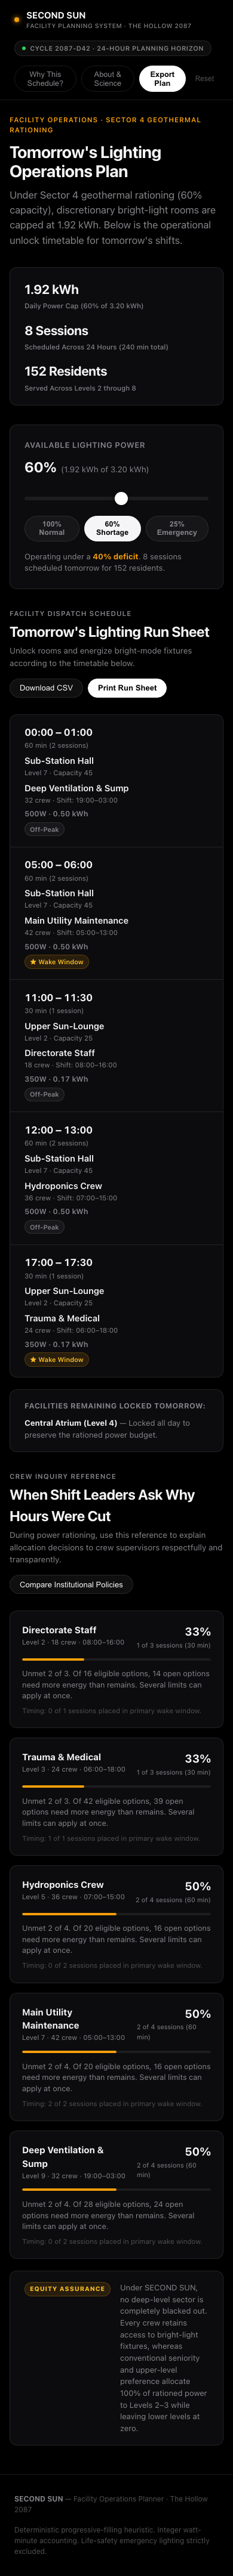 SECOND SUN
FACILITY PLANNING SYSTEM · THE HOLLOW
2087
CYCLE 2087-D42 · 24-HOUR PLANNING HORIZON
Why This
Schedule?
About &
Science
Export
Plan
Reset
FACILITY OPERATIONS · SECTOR 4 GEOTHERMAL
RATIONING
Tomorrow's Lighting
Operations Plan
Under Sector 4 geothermal rationing (60%
capacity), discretionary bright-light rooms are
capped at 1.92 kWh. Below is the operational
unlock timetable for tomorrow's shifts.
1.92 kWh
Daily Power Cap (60% of 3.20 kWh)
8 Sessions
Scheduled Across 24 Hours (240 min total)
152 Residents
Served Across Levels 2 through 8
AVAILABLE LIGHTING POWER
60% (1.92 kWh of 3.20 kWh)
100%
Normal
60%
Shortage
25%
Emergency
Operating under a 40% deficit. 8 sessions
scheduled tomorrow for 152 residents.
FACILITY DISPATCH SCHEDULE
Tomorrow's Lighting Run Sheet
Unlock rooms and energize bright-mode fixtures
according to the timetable below.
Download CSV
Print Run Sheet
00:00 – 01:00
60 min (2 sessions)
Sub-Station Hall
Level 7 · Capacity 45
Deep Ventilation & Sump
32 crew · Shift: 19:00–03:00
500W · 0.50 kWh
Off-Peak
05:00 – 06:00
60 min (2 sessions)
Sub-Station Hall
Level 7 · Capacity 45
Main Utility Maintenance
42 crew · Shift: 05:00–13:00
500W · 0.50 kWh
★ Wake Window
11:00 – 11:30
30 min (1 session)
Upper Sun-Lounge
Level 2 · Capacity 25
Directorate Staff
18 crew · Shift: 08:00–16:00
350W · 0.17 kWh
Off-Peak
12:00 – 13:00
60 min (2 sessions)
Sub-Station Hall
Level 7 · Capacity 45
Hydroponics Crew
36 crew · Shift: 07:00–15:00
500W · 0.50 kWh
Off-Peak
17:00 – 17:30
30 min (1 session)
Upper Sun-Lounge
Level 2 · Capacity 25
Trauma & Medical
24 crew · Shift: 06:00–18:00
350W · 0.17 kWh
★ Wake Window
FACILITIES REMAINING LOCKED TOMORROW:
Central Atrium (Level 4) — Locked all day to
preserve the rationed power budget.
CREW INQUIRY REFERENCE
When Shift Leaders Ask Why
Hours Were Cut
During power rationing, use this reference to explain
allocation decisions to crew supervisors respectfully and
transparently.
Compare Institutional Policies
Directorate Staff
33%
Level 2 · 18 crew · 08:00–16:00
1 of 3 sessions (30 min)
Unmet 2 of 3. Of 16 eligible options, 14 open options
need more energy than remains. Several limits can
apply at once.
Timing: 0 of 1 sessions placed in primary wake window.
Trauma & Medical
33%
Level 3 · 24 crew · 06:00–18:00
1 of 3 sessions (30 min)
Unmet 2 of 3. Of 42 eligible options, 39 open
options need more energy than remains. Several
limits can apply at once.
Timing: 1 of 1 sessions placed in primary wake window.
Hydroponics Crew
50%
Level 5 · 36 crew · 07:00–15:00
2 of 4 sessions (60 min)
Unmet 2 of 4. Of 20 eligible options, 16 open options
need more energy than remains. Several limits can
apply at once.
Timing: 0 of 2 sessions placed in primary wake window.
Main Utility
Maintenance
50%
Level 7 · 42 crew · 05:00–13:00
2 of 4 sessions (60
min)
Unmet 2 of 4. Of 20 eligible options, 16 open options
need more energy than remains. Several limits can
apply at once.
Timing: 2 of 2 sessions placed in primary wake window.
Deep Ventilation &
Sump
50%
Level 9 · 32 crew · 19:00–03:00
2 of 4 sessions (60
min)
Unmet 2 of 4. Of 28 eligible options, 24 open
options need more energy than remains. Several
limits can apply at once.
Timing: 0 of 2 sessions placed in primary wake window.
EQUITY ASSURANCE
Under SECOND SUN,
no deep-level sector is
completely blacked out.
Every crew retains
access to bright-light
fixtures, whereas
conventional seniority
and upper-level
preference allocate
100% of rationed power
to Levels 2–3 while
leaving lower levels at
zero.
SECOND SUN — Facility Operations Planner · The Hollow
2087
Deterministic progressive-filling heuristic. Integer watt-
minute accounting. Life-safety emergency lighting strictly
excluded.